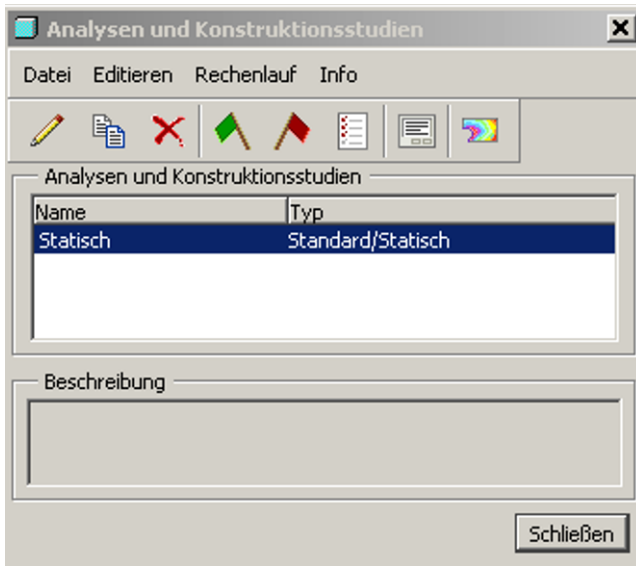 Analysen und Konstruktionsstudien
Datei Editieren Rechenlauf Info
Analysen und Konstruktionsstudien
Name Typ
Statisch Standard/Statisch
Beschreibung
Schließen